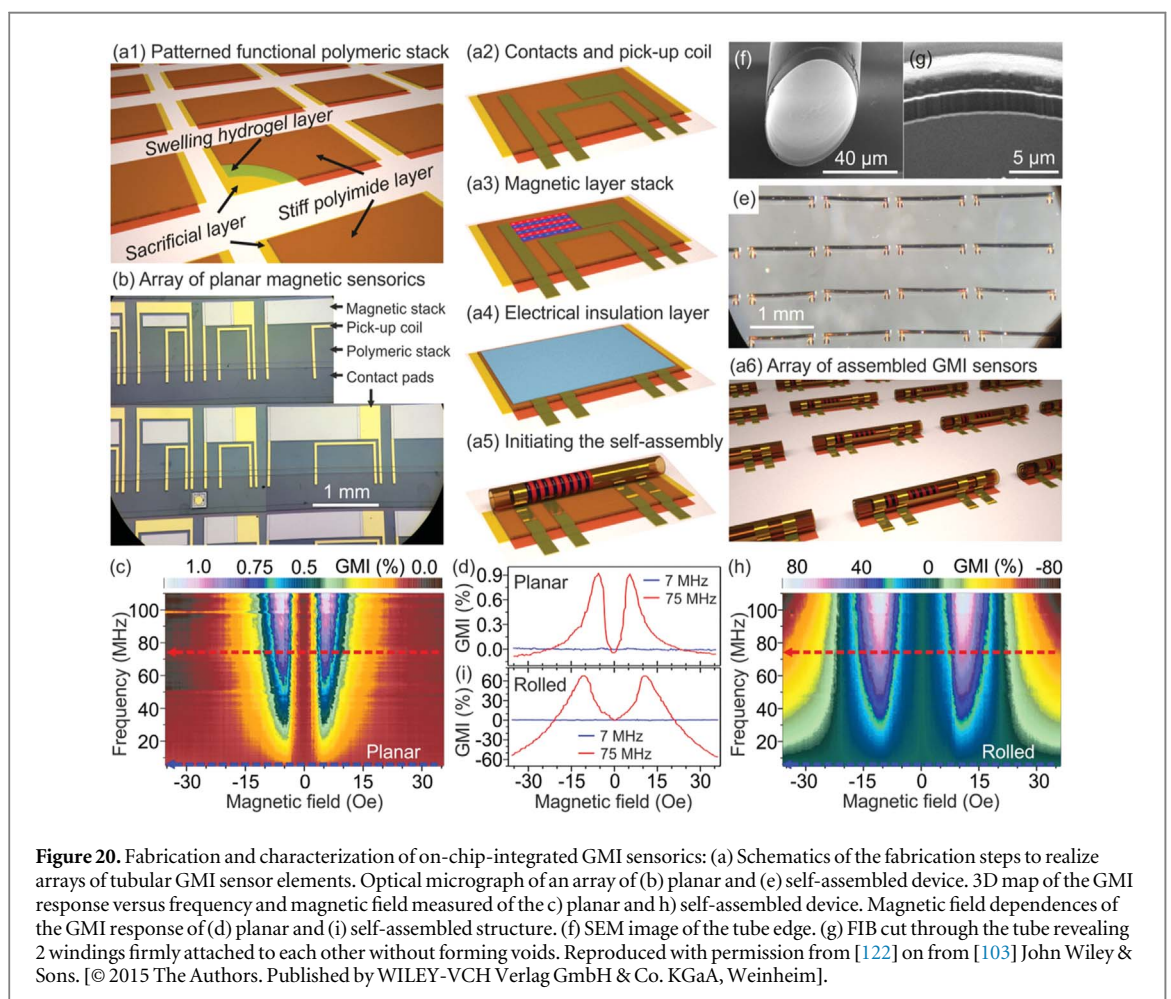 (a1) Patterned functional polymeric stack
Swelling hydrogel layer
Stiff polyimide layer
Sacrificial layer
(b) Array of planar magnetic sensorics
Magnetic stack
Pick-up coil
Polymeric stack
Contact pads
1 mm
(a2) Contacts and pick-up coil
(a3) Magnetic layer stack
(a4) Electrical insulation layer
(a5) Initiating the self-assembly
(f)
40 µm
(g)
5 µm
(e)
1 mm
(a6) Array of assembled GMI sensors
(c) 1.0 0.75 0.5 GMI (%) 0.0
Frequency (MHz)
100
80
60
40
20
Planar
-30 -15 0 15 30
Magnetic field (Oe)
(d)
Planar
7 MHz
75 MHz
GMI (%)
0.9
0.6
0.3
0.0
(i)
Rolled
7 MHz
75 MHz
GMI (%)
60
30
0
-30
-60
-30 -15 0 15 30
Magnetic field (Oe)
(h) 80 40 0 GMI (%) -80
Frequency (MHz)
100
80
60
40
20
Rolled
-30 -15 0 15 30
Magnetic field (Oe)
Figure 20. Fabrication and characterization of on-chip-integrated GMI sensorics: (a) Schematics of the fabrication steps to realize
arrays of tubular GMI sensor elements. Optical micrograph of an array of (b) planar and (e) self-assembled device. 3D map of the GMI
response versus frequency and magnetic field measured of the c) planar and h) self-assembled device. Magnetic field dependences of
the GMI response of (d) planar and (i) self-assembled structure. (f) SEM image of the tube edge. (g) FIB cut through the tube revealing
2 windings firmly attached to each other without forming voids. Reproduced with permission from [122] on from [103] John Wiley &
Sons. [© 2015 The Authors. Published by WILEY-VCH Verlag GmbH & Co. KGaA, Weinheim].